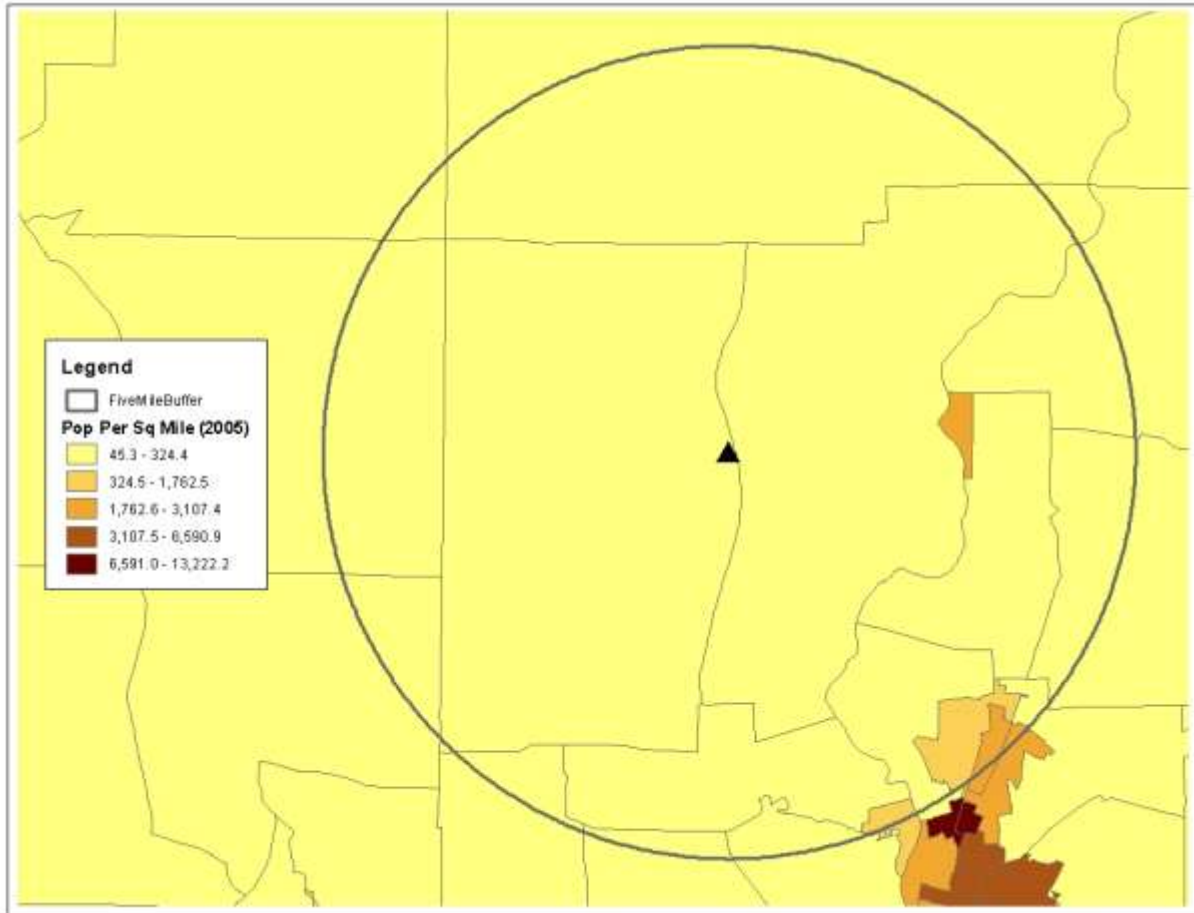 Legend
FiveMileBuffer
Pop Per Sq Mile (2005)
45.3 - 324.4
324.5 - 1,762.5
1,762.6 - 3,107.4
3,107.5 - 6,590.9
6,591.0 - 13,222.2